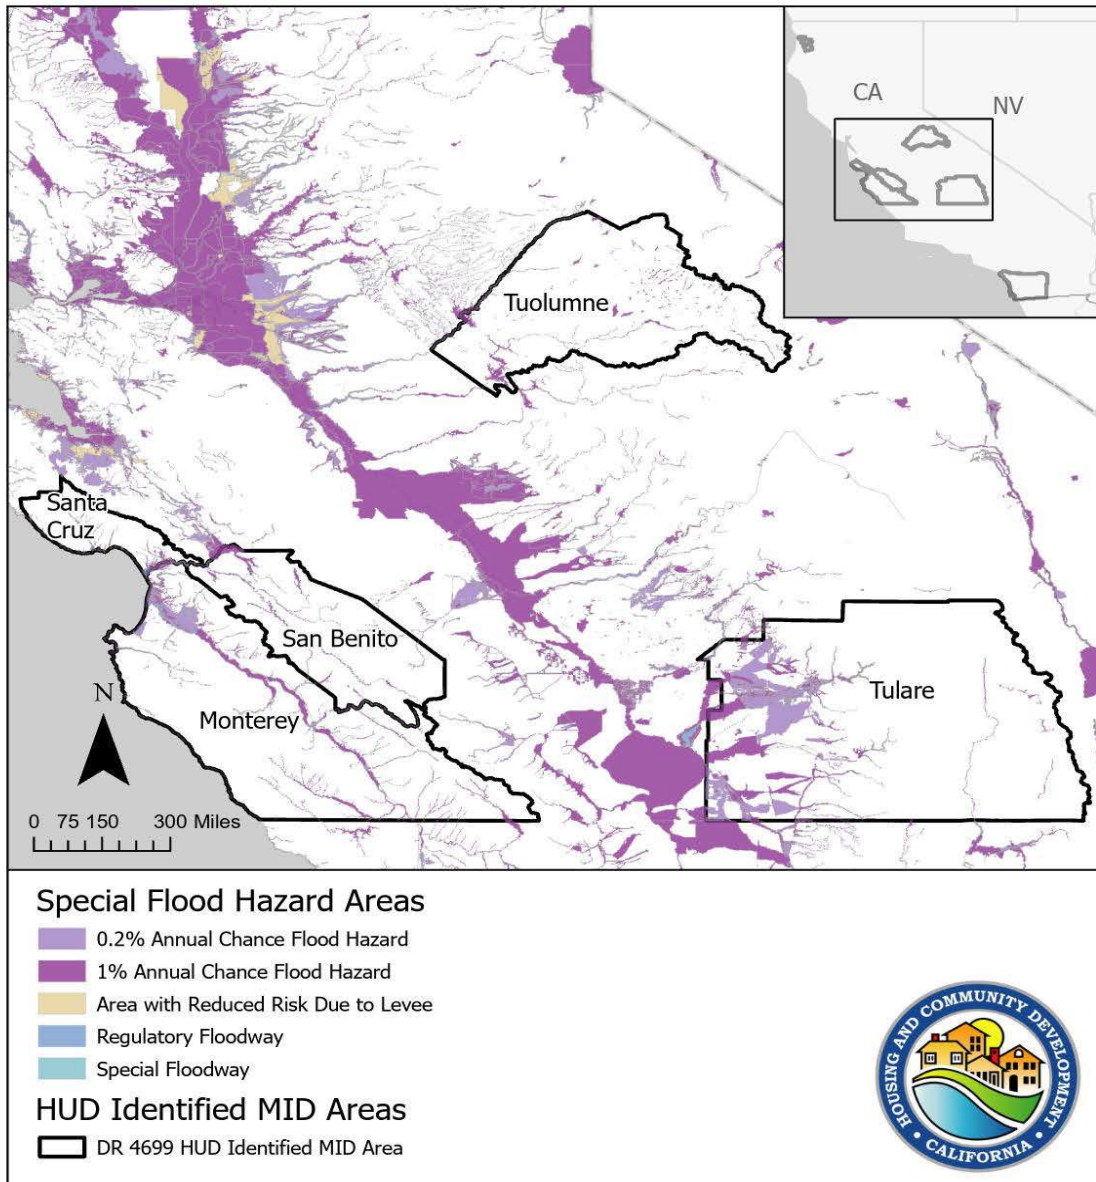 CA
NV
Tuolumne
Santa
Cruz
San Benito
Tulare
Monterey
N
0 75 150 300 Miles
Special Flood Hazard Areas
0.2% Annual Chance Flood Hazard
1% Annual Chance Flood Hazard
Area with Reduced Risk Due to Levee
Regulatory Floodway
Special Floodway
HUD Identified MID Areas
DR 4699 HUD Identified MID Area
HOUSING AND COMMUNITY DEVELOPMENT
CALIFORNIA